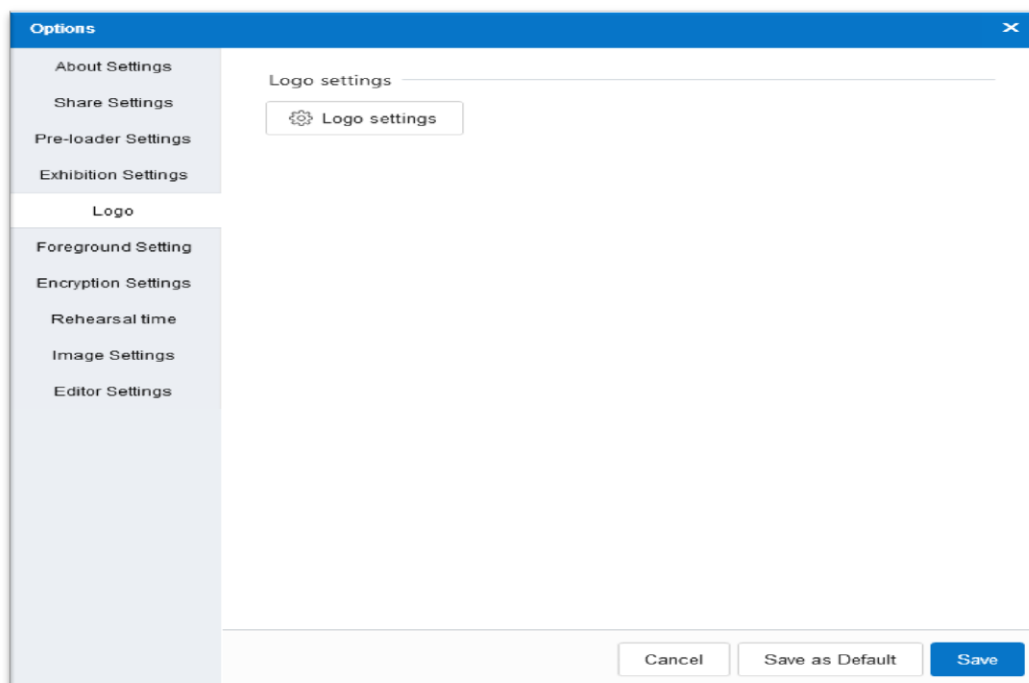 Options
About Settings
Share Settings
Pre-loader Settings
Exhibition Settings
Logo
Foreground Setting
Encryption Settings
Rehearsal time
Image Settings
Editor Settings
Logo settings
Logo settings
Cancel
Save as Default
Save